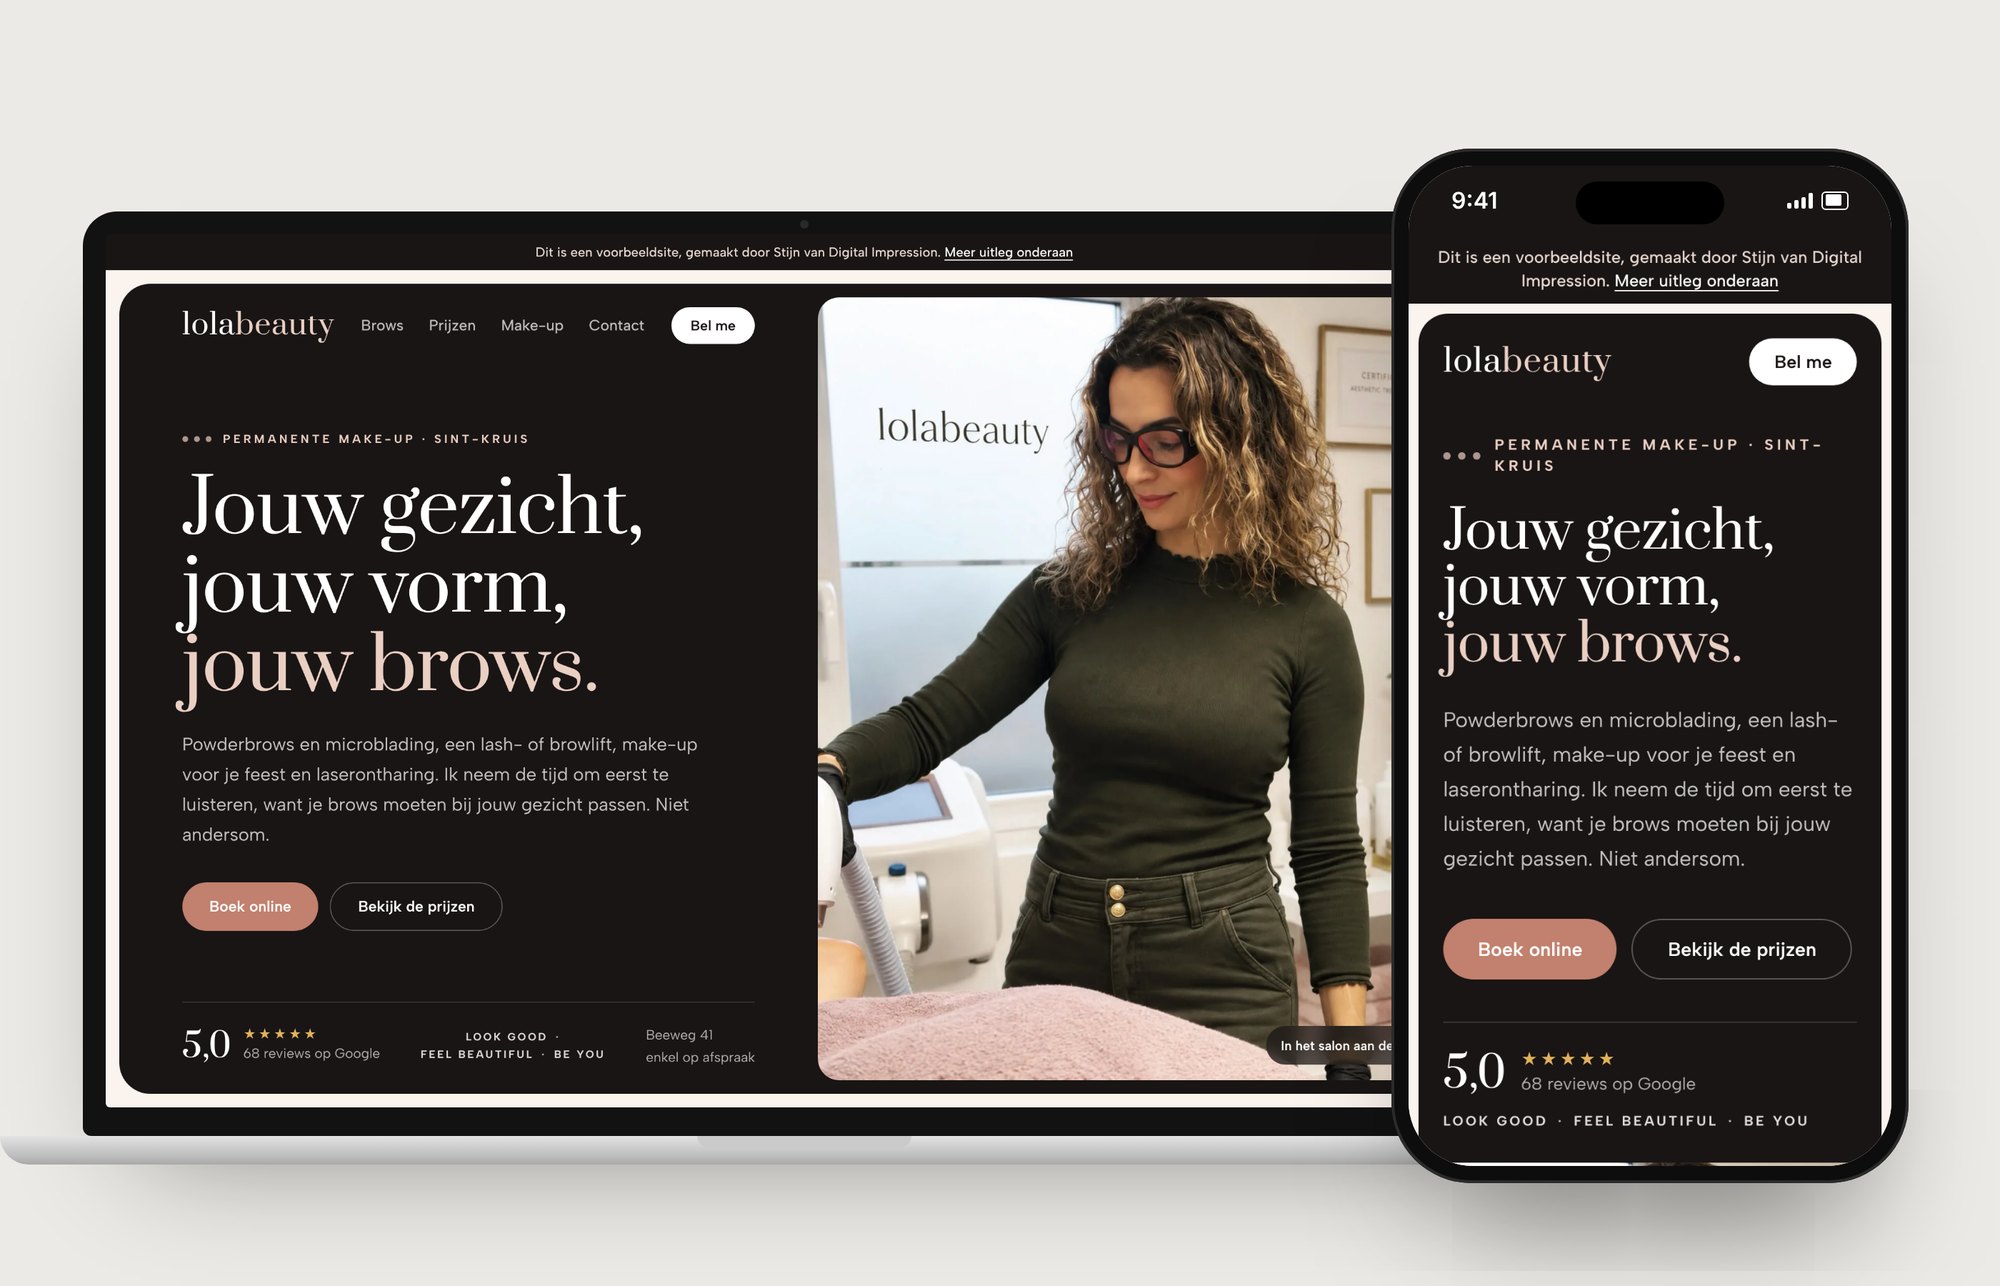 Dit is een voorbeeldsite, gemaakt door Stijn van Digital Impression. Meer uitleg onderaan
lolabeauty
Brows
Prijzen
Make-up
Contact
Bel me
PERMANENTE MAKE-UP · SINT-KRUIS
Jouw gezicht,
jouw vorm,
jouw brows.
Powderbrows en microblading, een lash- of browlift, make-up
voor je feest en laserontharing. Ik neem de tijd om eerst te
luisteren, want je brows moeten bij jouw gezicht passen. Niet
andersom.
Boek online
Bekijk de prijzen
5,0
★★★★★
68 reviews op Google
LOOK GOOD ·
FEEL BEAUTIFUL · BE YOU
Beeweg 41
enkel op afspraak
lolabeauty
In het salon aan de
9:41
Dit is een voorbeeldsite, gemaakt door Stijn van Digital
Impression. Meer uitleg onderaan
lolabeauty
Bel me
PERMANENTE MAKE-UP · SINT-
KRUIS
Jouw gezicht,
jouw vorm,
jouw brows.
Powderbrows en microblading, een lash-
of browlift, make-up voor je feest en
laserontharing. Ik neem de tijd om eerst te
luisteren, want je brows moeten bij jouw
gezicht passen. Niet andersom.
Boek online
Bekijk de prijzen
5,0
★★★★★
68 reviews op Google
LOOK GOOD · FEEL BEAUTIFUL · BE YOU